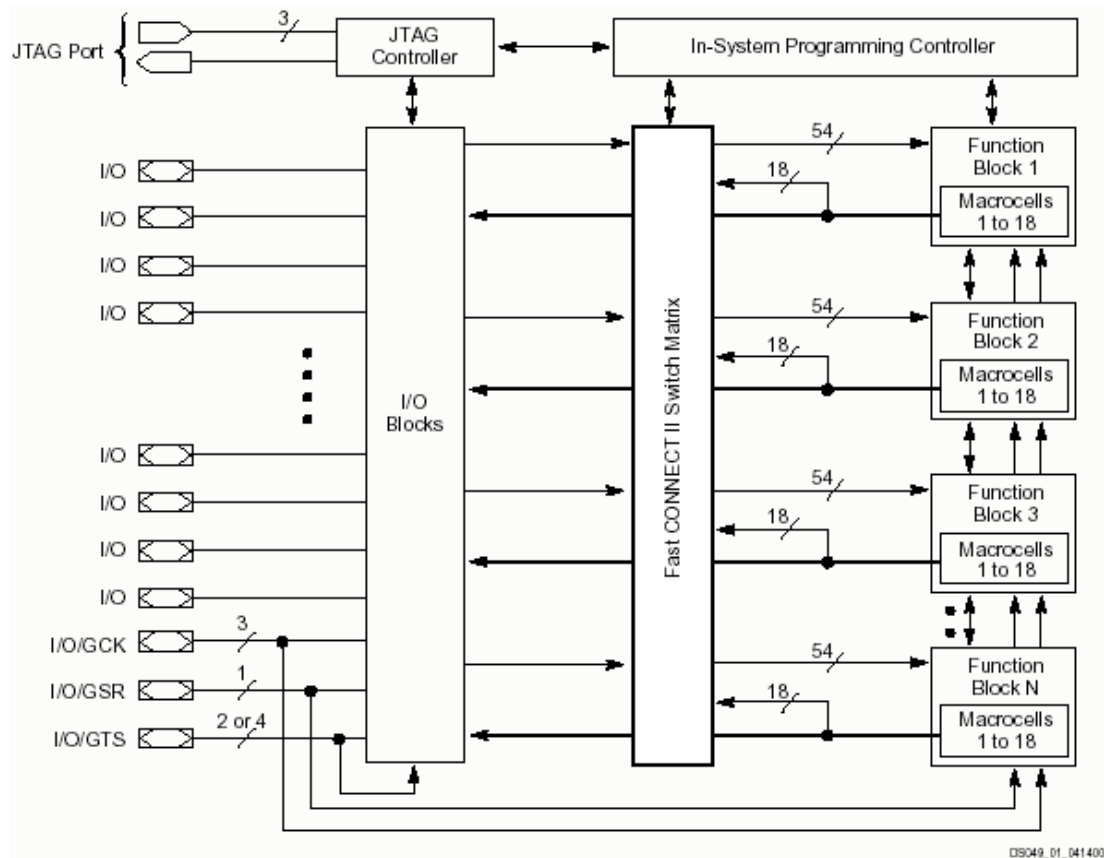 3
JTAG Port
JTAG
Controller
In-System Programming Controller
54
Function
Block 1
18
Macrocells
1 to 18
I/O
I/O
I/O
I/O
54
Function
Block 2
18
Macrocells
1 to 18
I/O
Blocks
Fast CONNECT II Switch Matrix
I/O
I/O
I/O
I/O
54
Function
Block 3
18
Macrocells
1 to 18
I/O/GCK
3
I/O/GSR
1
I/O/GTS
2 or 4
54
Function
Block N
18
Macrocells
1 to 18